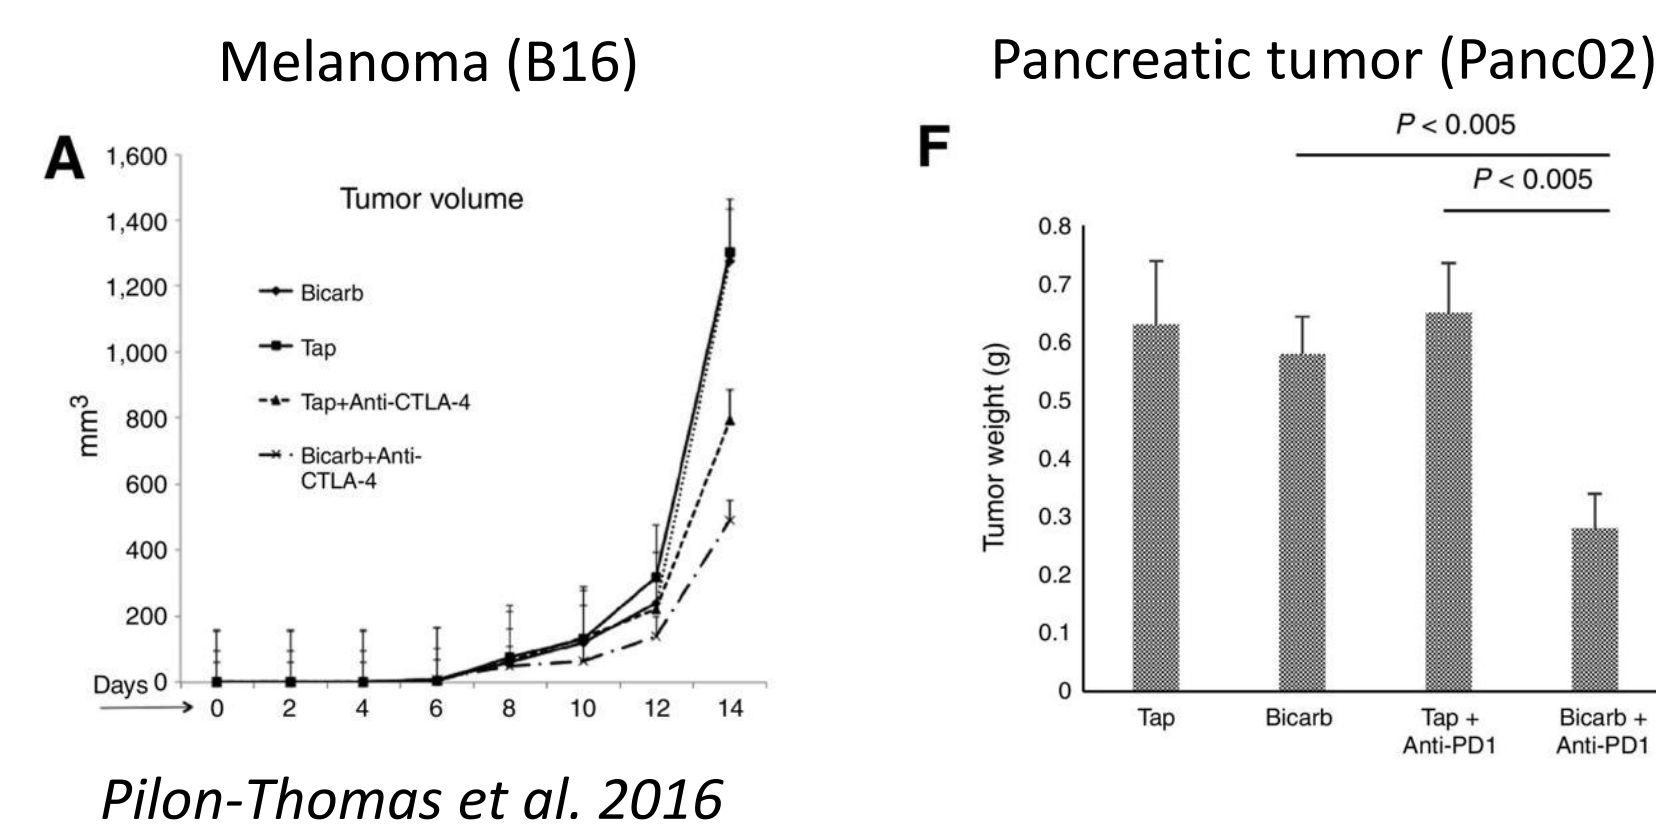 Melanoma (B16)
Pancreatic tumor (Panc02)
A
Tumor volume
1,600
1,400
1,200
1,000
800
600
400
200
0
mm3
Bicarb
Tap
Tap+Anti-CTLA-4
Bicarb+Anti-
CTLA-4
Days
0 2 4 6 8 10 12 14
Pilon-Thomas et al. 2016
F
P < 0.005
P < 0.005
0.8
0.7
0.6
0.5
0.4
0.3
0.2
0.1
0
Tumor weight (g)
Tap
Bicarb
Tap +
Anti-PD1
Bicarb +
Anti-PD1